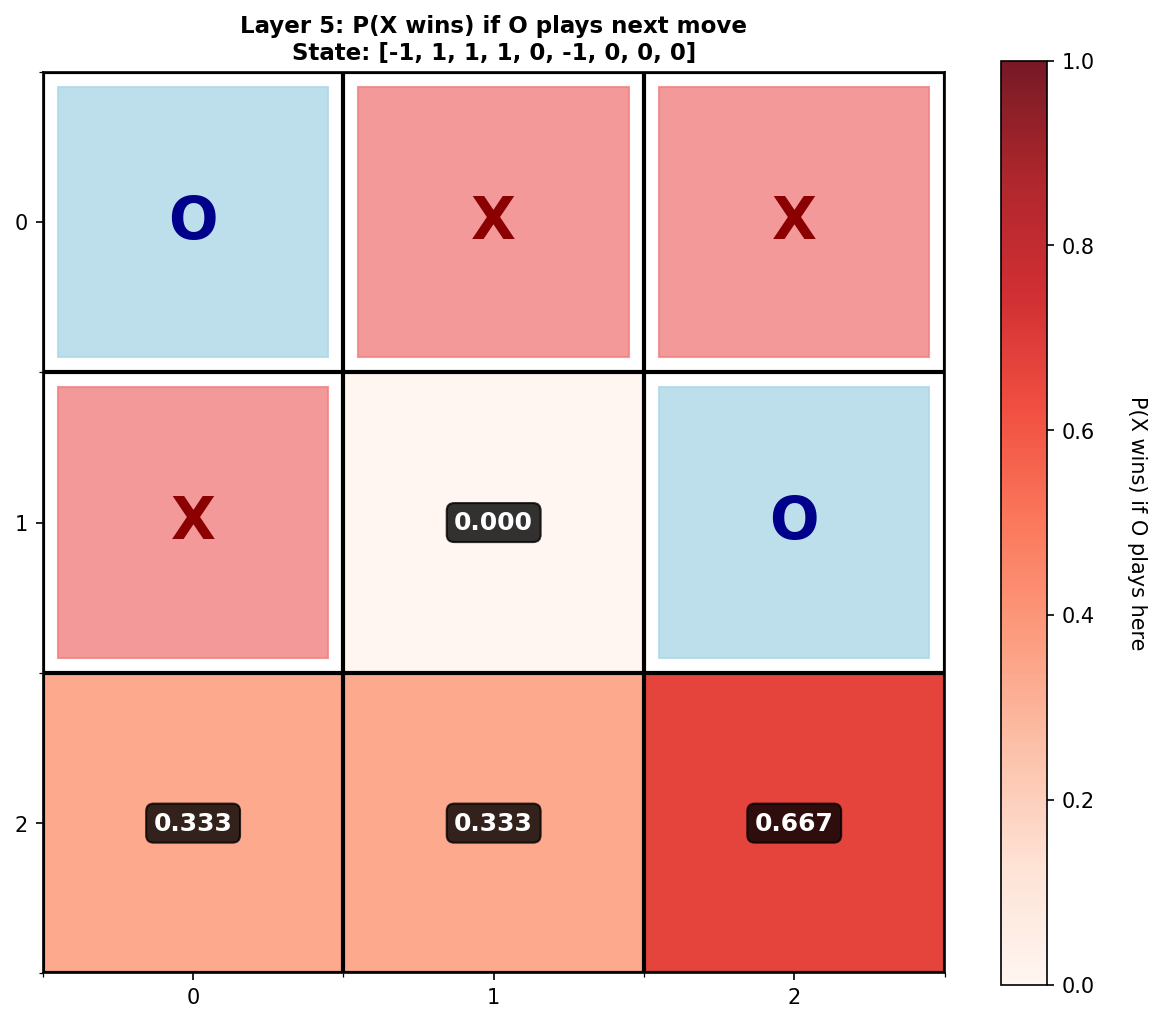 Layer 5: P(X wins) if O plays next move
State: [-1, 1, 1, 1, 0, -1, 0, 0, 0]
0
O
X
X
1
X
0.000
O
2
0.333
0.333
0.667
0
1
2
1.0
0.8
0.6
0.4
0.2
0.0
P(X wins) if O plays here